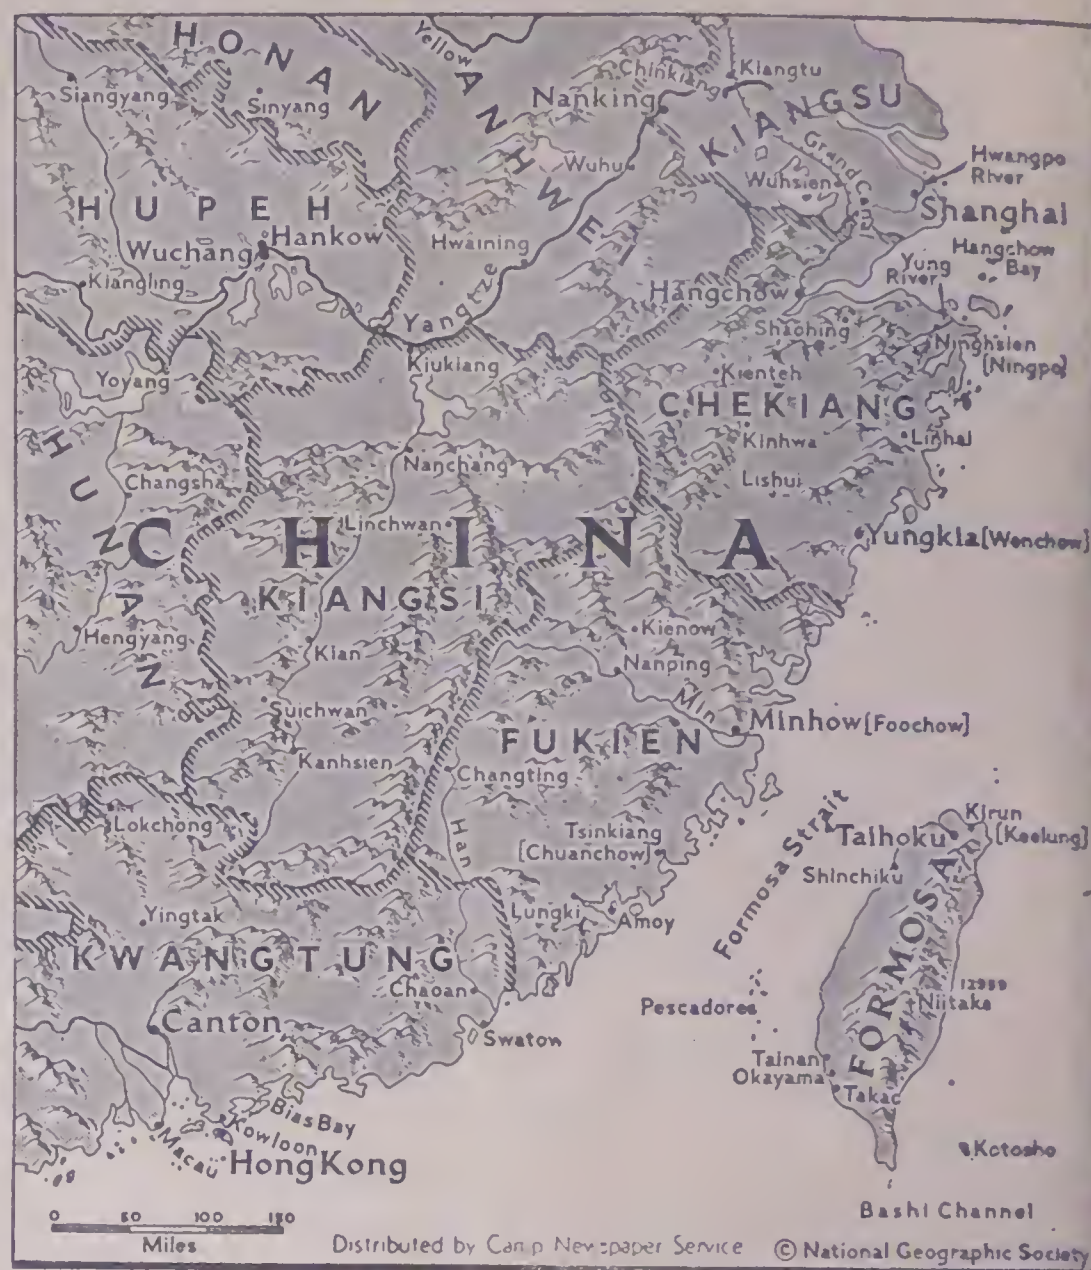 HONAN
Yellow
ANHWEI
Chinkiang
Kiangtu
Siangyang
Sinyang
Nanking
KIANGSU
Wuhu
Grand Canal
Wuhsien
Hwangpo
River
Shanghai
HUPEH
Hankow
Wuchang
Hwaining
Hangchow
Bay
Yung
River
Kiangling
Yangtze
Hangchow
Shaohing
Ninghsien
[Ningpo]
Yoyang
Kiukiang
Kienteh
CHEKIANG
Kinhwa
Linhai
HUNAN
Nanchang
Changsha
Lishui
CHINA
Linchwan
Yungkia [Wenchow]
KIANGSI
Hengyang
Kian
Kienow
Nanping
Suichwan
Min
Minhow [Foochow]
FUKIEN
Kanhsien
Changting
Lokchong
Han
Tsinkiang
[Chuanchow]
Formosa Strait
Kirun
[Keelung]
Taihoku
Shinchiku
FORMOSA
Yingtak
Lungki
Amoy
KWANGTUNG
Chaoan
12959
Niitaka
Pescadores
Canton
Swatow
Tainan
Okayama
Takao
Bias Bay
Kowloon
Macau
Hong Kong
Kotosho
Bashi Channel
0 50 100 150
Miles
Distributed by Camp Newspaper Service
© National Geographic Society